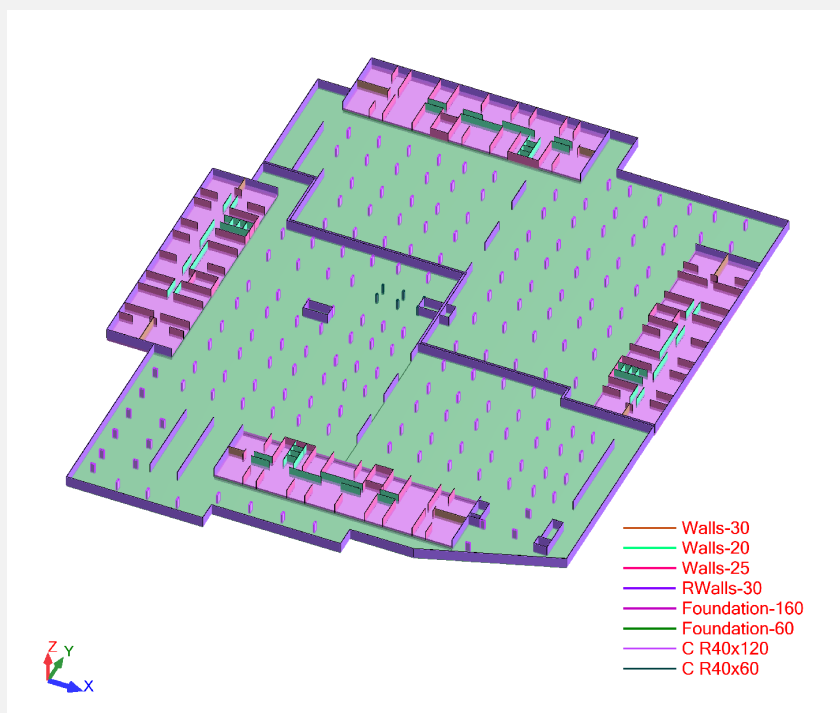 Walls-30
Walls-20
Walls-25
RWalls-30
Foundation-160
Foundation-60
C R40x120
C R40x60
Z
Y
X